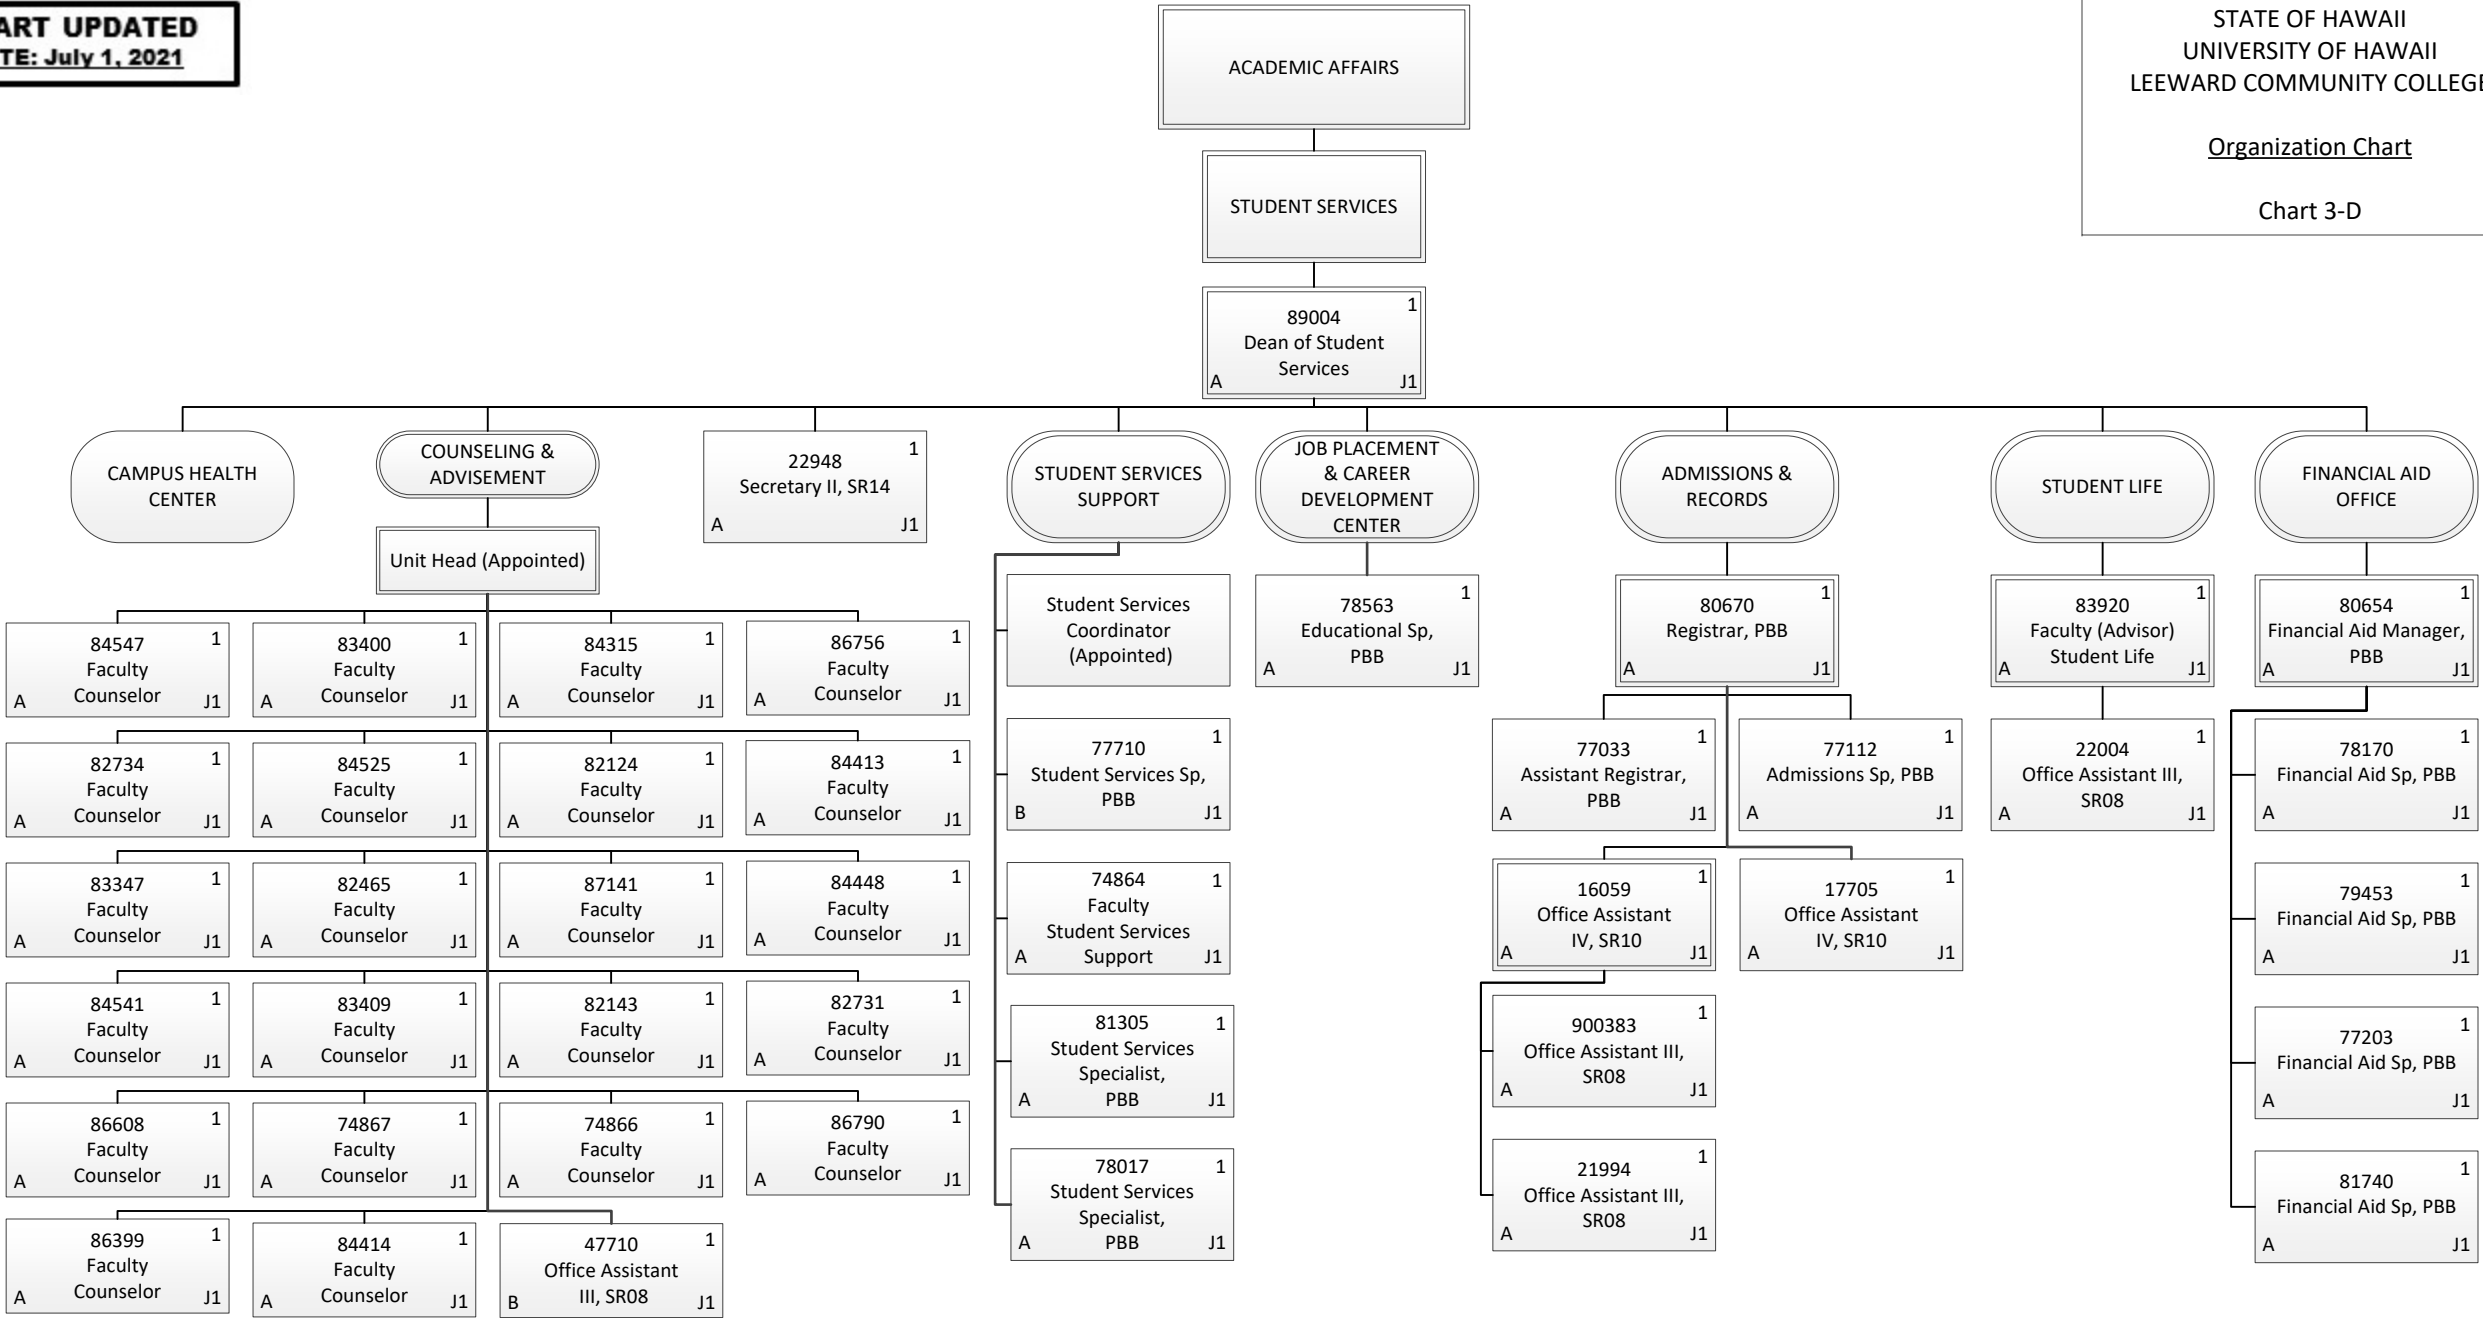 ART UPDATED
TE: July 1, 2021
STATE OF HAWAII
UNIVERSITY OF HAWAII
LEEWARD COMMUNITY COLLEGE
Organization Chart
Chart 3-D
ACADEMIC AFFAIRS
STUDENT SERVICES
1
89004
Dean of Student
Services
A J1
CAMPUS HEALTH
CENTER
COUNSELING &
ADVISEMENT
Unit Head (Appointed)
1
22948
Secretary II, SR14
A J1
STUDENT SERVICES
SUPPORT
JOB PLACEMENT
& CAREER
DEVELOPMENT
CENTER
ADMISSIONS &
RECORDS
STUDENT LIFE
FINANCIAL AID
OFFICE
84547 1
Faculty
Counselor
A J1
83400 1
Faculty
Counselor
A J1
84315 1
Faculty
Counselor
A J1
86756 1
Faculty
Counselor
A J1
82734 1
Faculty
Counselor
A J1
84525 1
Faculty
Counselor
A J1
82124 1
Faculty
Counselor
A J1
84413 1
Faculty
Counselor
A J1
83347 1
Faculty
Counselor
A J1
82465 1
Faculty
Counselor
A J1
87141 1
Faculty
Counselor
A J1
84448 1
Faculty
Counselor
A J1
84541 1
Faculty
Counselor
A J1
83409 1
Faculty
Counselor
A J1
82143 1
Faculty
Counselor
A J1
82731 1
Faculty
Counselor
A J1
86608 1
Faculty
Counselor
A J1
74867 1
Faculty
Counselor
A J1
74866 1
Faculty
Counselor
A J1
86790 1
Faculty
Counselor
A J1
86399 1
Faculty
Counselor
A J1
84414 1
Faculty
Counselor
A J1
47710 1
Office Assistant
III, SR08
B J1
Student Services
Coordinator
(Appointed)
1
77710
Student Services Sp,
PBB
B J1
74864 1
Faculty
Student Services
Support
A J1
81305 1
Student Services
Specialist,
PBB
A J1
78017 1
Student Services
Specialist,
PBB
A J1
1
78563
Educational Sp,
PBB
A J1
1
80670
Registrar, PBB
A J1
1
77033
Assistant Registrar,
PBB
A J1
1
77112
Admissions Sp, PBB
A J1
1
16059
Office Assistant
IV, SR10
A J1
1
17705
Office Assistant
IV, SR10
A J1
1
900383
Office Assistant III,
SR08
A J1
1
21994
Office Assistant III,
SR08
A J1
1
83920
Faculty (Advisor)
Student Life
A J1
1
22004
Office Assistant III,
SR08
A J1
1
80654
Financial Aid Manager,
PBB
A J1
1
78170
Financial Aid Sp, PBB
A J1
1
79453
Financial Aid Sp, PBB
A J1
1
77203
Financial Aid Sp, PBB
A J1
1
81740
Financial Aid Sp, PBB
A J1